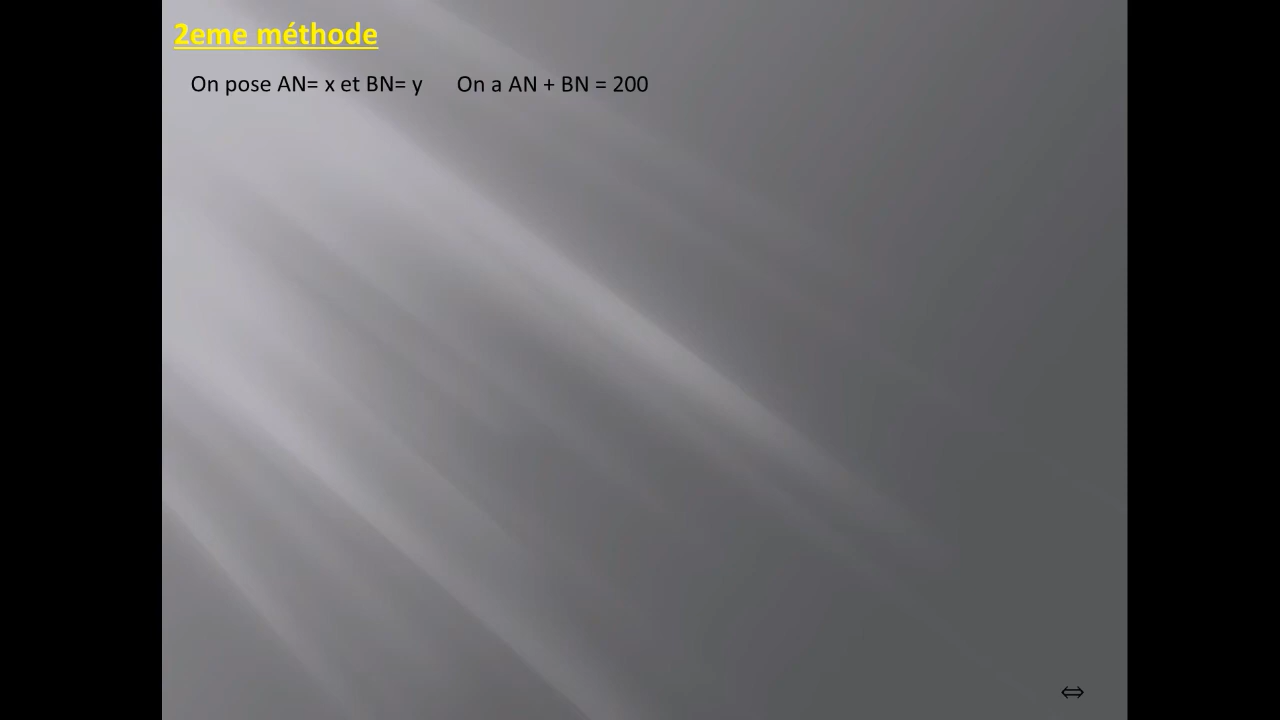 2eme méthode
On pose AN= x et BN= y On a AN + BN = 200
⇔